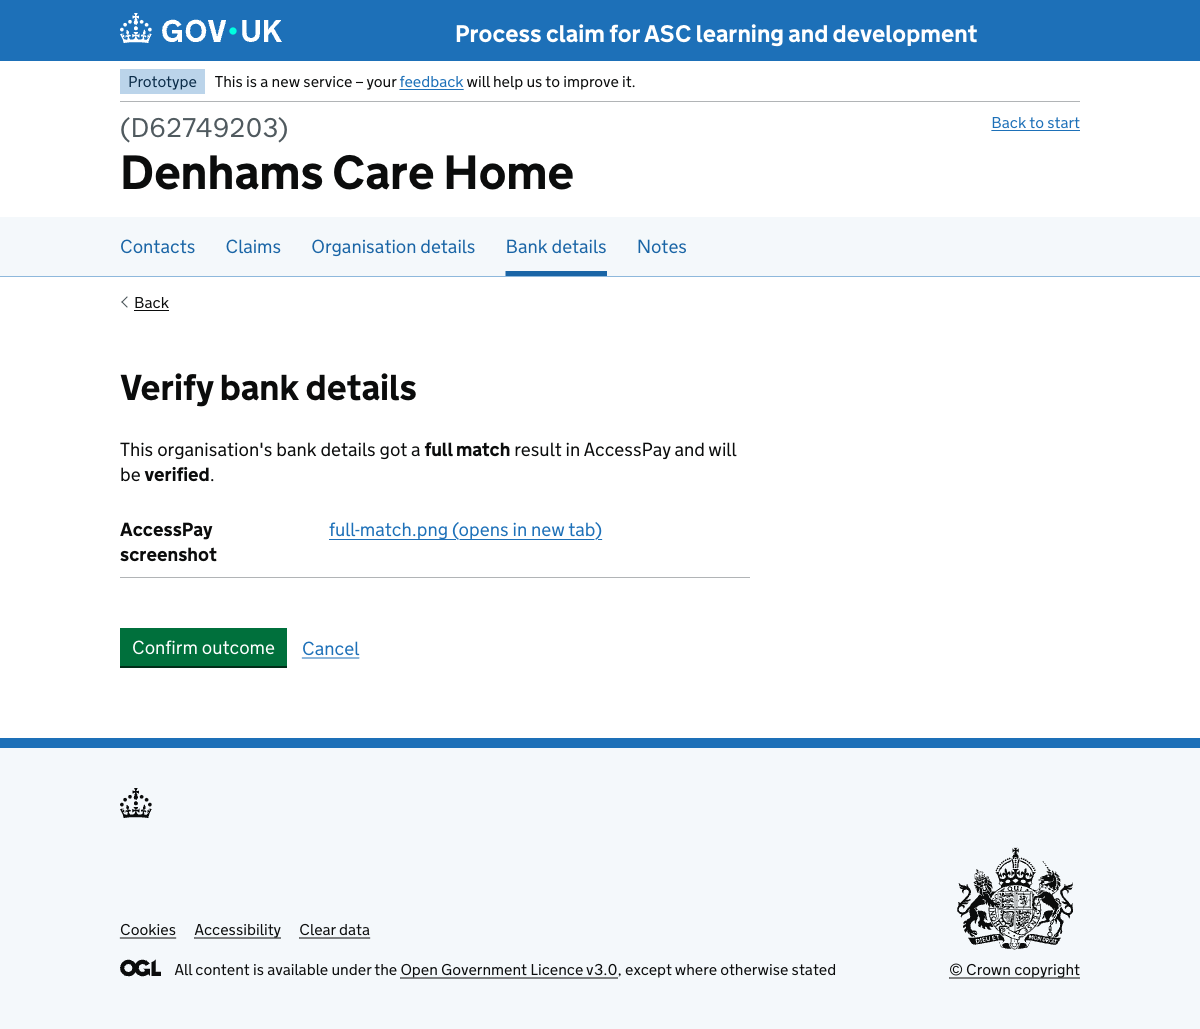 GOV•UK
Process claim for ASC learning and development
Prototype This is a new service – your feedback will help us to improve it.
(D62749203)
Back to start
Denhams Care Home
Contacts Claims Organisation details Bank details Notes
Back
Verify bank details
This organisation's bank details got a full match result in AccessPay and will
be verified.
AccessPay
screenshot
full-match.png (opens in new tab)
Confirm outcome Cancel
Cookies Accessibility Clear data
OGL All content is available under the Open Government Licence v3.0, except where otherwise stated
© Crown copyright